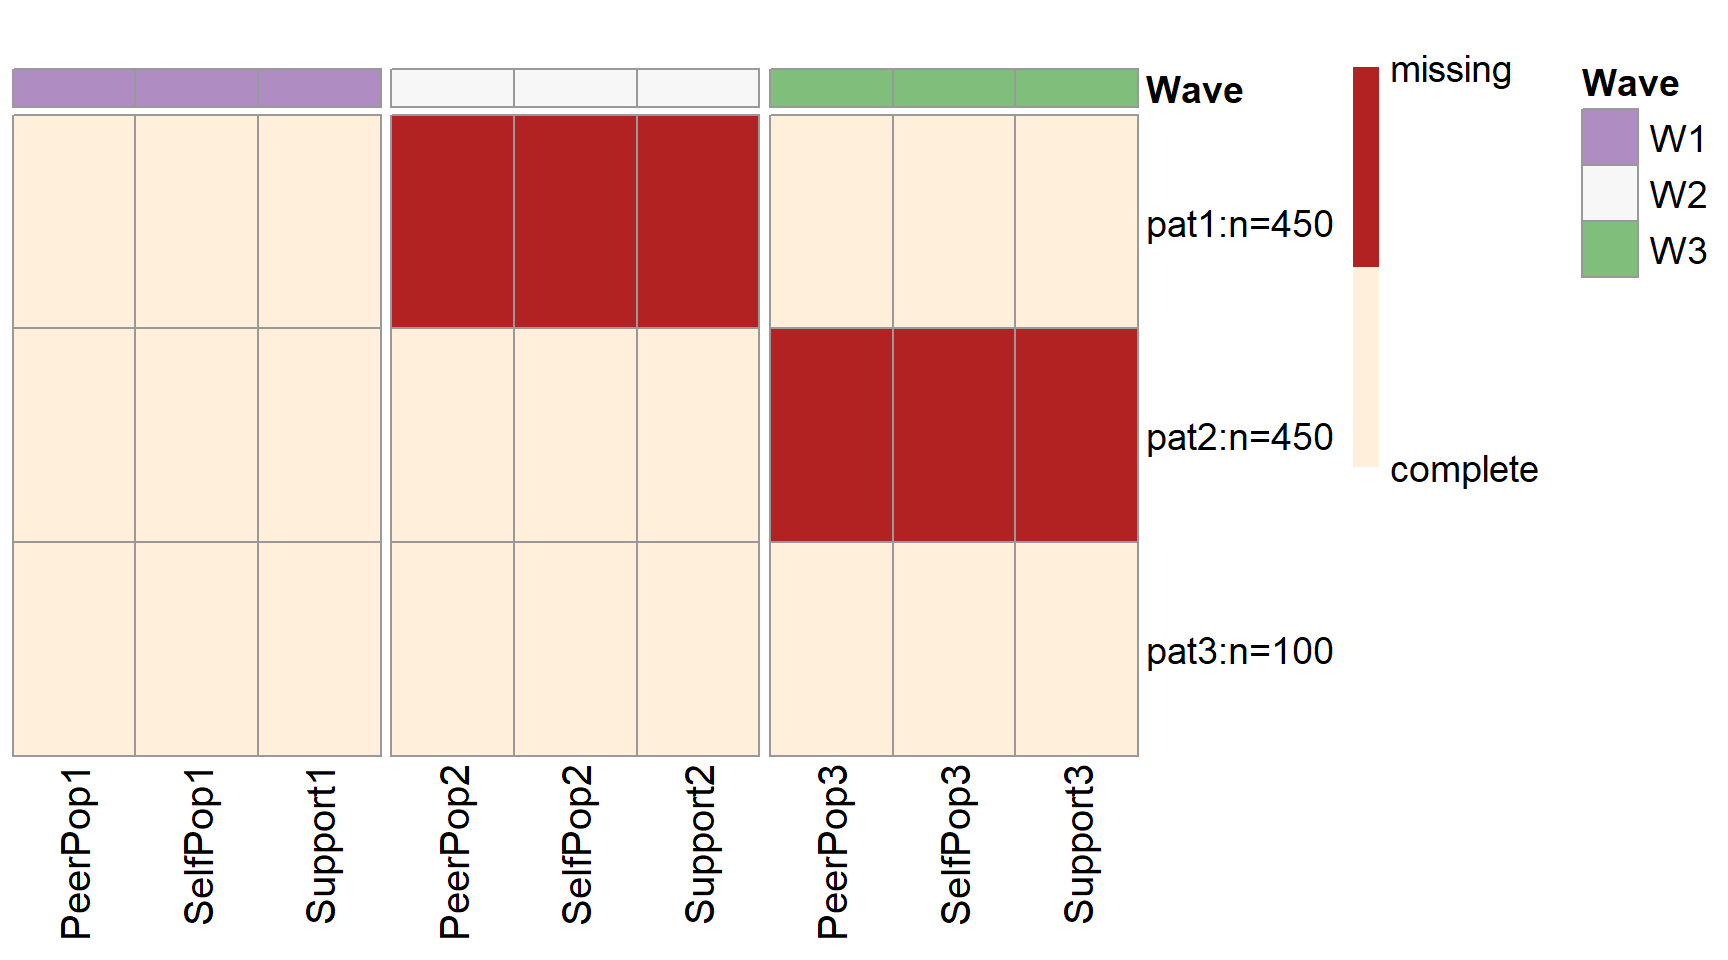 Wave
pat1:n=450
pat2:n=450
pat3:n=100
PeerPop1
SelfPop1
Support1
PeerPop2
SelfPop2
Support2
PeerPop3
SelfPop3
Support3
missing
complete
Wave
W1
W2
W3